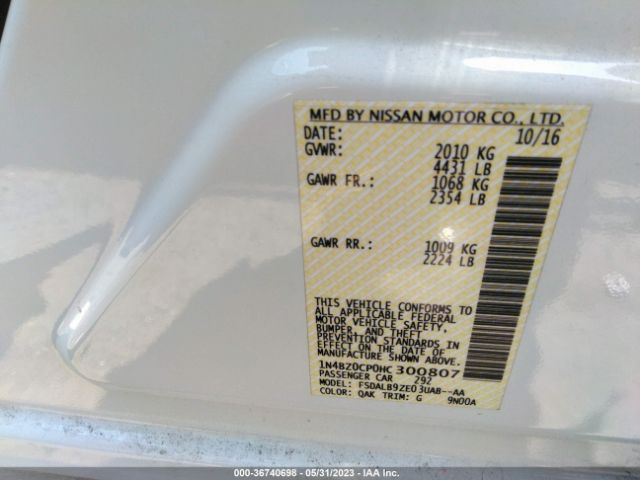 MFD BY NISSAN MOTOR CO., LTD.
DATE: 10/16
GVWR: 2010 KG
4431 LB
GAWR FR.: 1068 KG
2354 LB
GAWR RR.: 1009 KG
2224 LB
THIS VEHICLE CONFORMS TO
ALL APPLICABLE FEDERAL
MOTOR VEHICLE SAFETY,
BUMPER, AND THEFT
PREVENTION STANDARDS IN
EFFECT ON THE DATE OF
MANUFACTURE SHOWN ABOVE.
1N4BZ0CP0HC300807
PASSENGER CAR 292
MODEL: FSDALB9ZE03UAB--AA
COLOR: QAK TRIM: G 9N00A
000-36740698 - 05/31/2023 - IAA Inc.